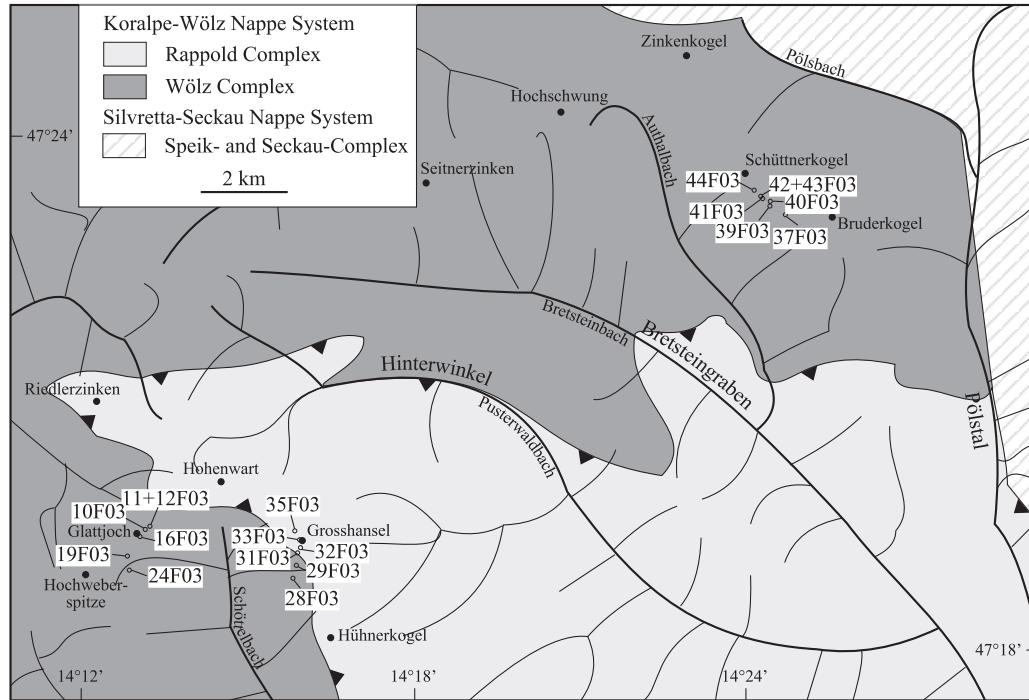 Koralpe-Wölz Nappe System
Rappold Complex
Wölz Complex
Silvretta-Seckau Nappe System
Speik- and Seckau-Complex
2 km
47°24’
Zinkenkogel
Pölsbach
Hochschwung
Authalbach
Seitnerzinken
Schüttnerkogel
44F03
42+43F03
40F03
41F03
39F03
37F03
Bruderkogel
Bretsteinbach
Bretsteingraben
Hinterwinkel
Riedlerzinken
Pusterwaldbach
Pölstal
Hohenwart
11+12F03
10F03
Glattjoch
16F03
19F03
24F03
Hochweber-
spitze
35F03
Grosshansel
33F03
32F03
31F03
29F03
28F03
Schöttelbach
Hühnerkogel
47°18’
14°12’
14°18’
14°24’